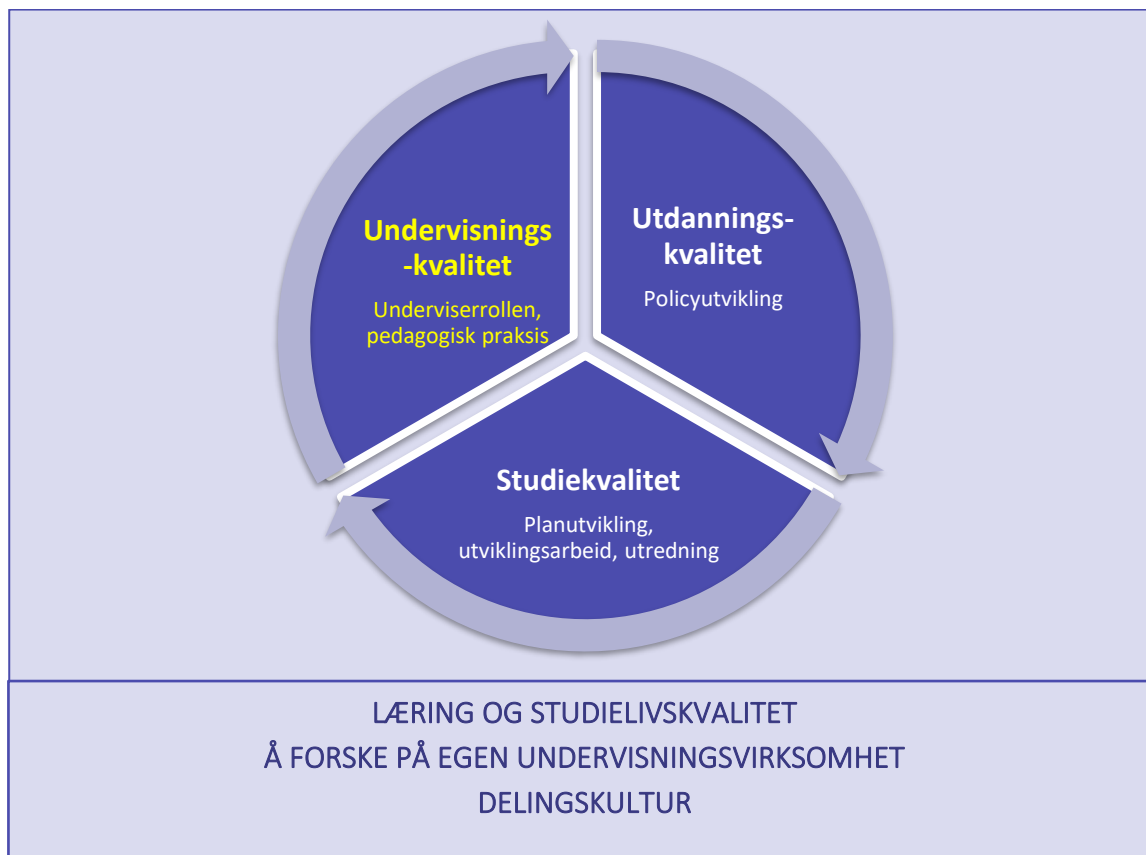 Undervisnings
-kvalitet
Underviserrollen,
pedagogisk praksis
Utdannings-
kvalitet
Policyutvikling
Studiekvalitet
Planutvikling,
utviklingsarbeid, utredning
LÆRING OG STUDIELIVSKVALITET
Å FORSKE PÅ EGEN UNDERVISNINGSVIRKSOMHET
DELINGSKULTUR